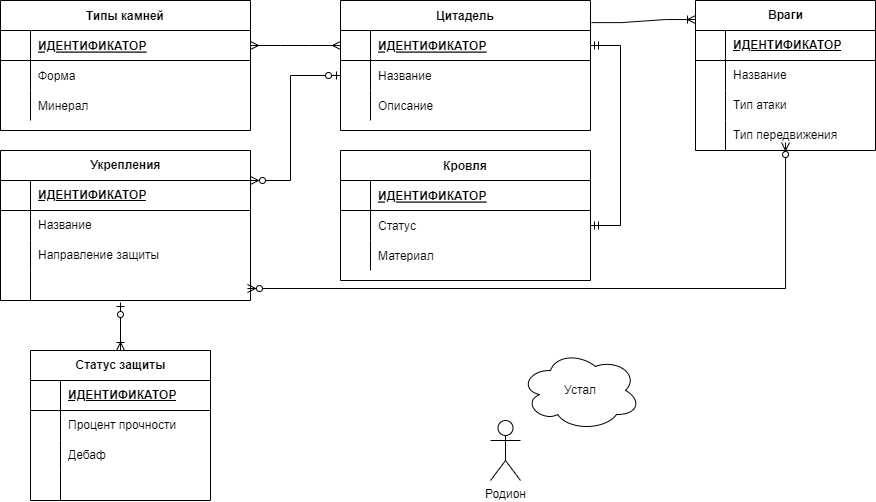 Типы камней
ИДЕНТИФИКАТОР
Форма
Минерал
Цитадель
ИДЕНТИФИКАТОР
Название
Описание
Враги
ИДЕНТИФИКАТОР
Название
Тип атаки
Тип передвижения
Укрепления
ИДЕНТИФИКАТОР
Название
Направление защиты
Кровля
ИДЕНТИФИКАТОР
Статус
Материал
Статус защиты
ИДЕНТИФИКАТОР
Процент прочности
Дебаф
Устал
Родион